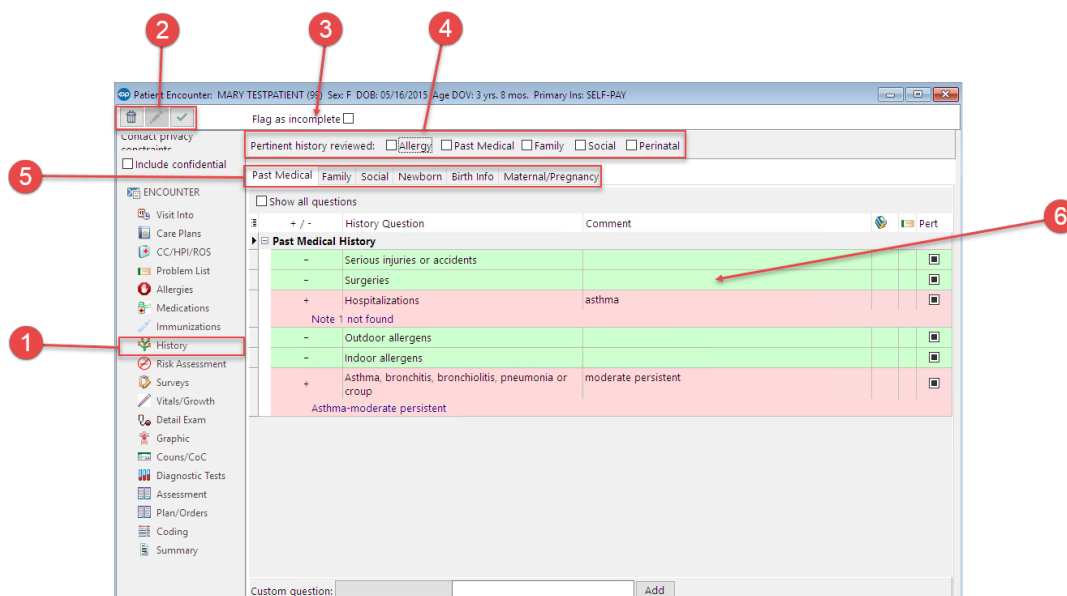 2
3
4
Patient Encounter: MARY TESTPATIENT (99) Sex: F DOB: 05/16/2015 Age DOV: 3 yrs. 8 mos. Primary Ins: SELF-PAY
Flag as incomplete
Contact privacy
constraints
Pertinent history reviewed: Allergy Past Medical Family Social Perinatal
Include confidential
5
Past Medical Family Social Newborn Birth Info Maternal/Pregnancy
ENCOUNTER
Show all questions
Visit Into
+ / - History Question Comment Pert
6
Care Plans
Past Medical History
CC/HPI/ROS
- Serious injuries or accidents
Problem List
- Surgeries
Allergies
+ Hospitalizations asthma
Medications
Note 1 not found
Immunizations
- Outdoor allergens
1
History
- Indoor allergens
Risk Assessment
+ Asthma, bronchitis, bronchiolitis, pneumonia or moderate persistent
croup
Surveys
Vitals/Growth
Asthma-moderate persistent
Detail Exam
Graphic
Couns/CoC
Diagnostic Tests
Assessment
Plan/Orders
Coding
Summary
Custom question: Add